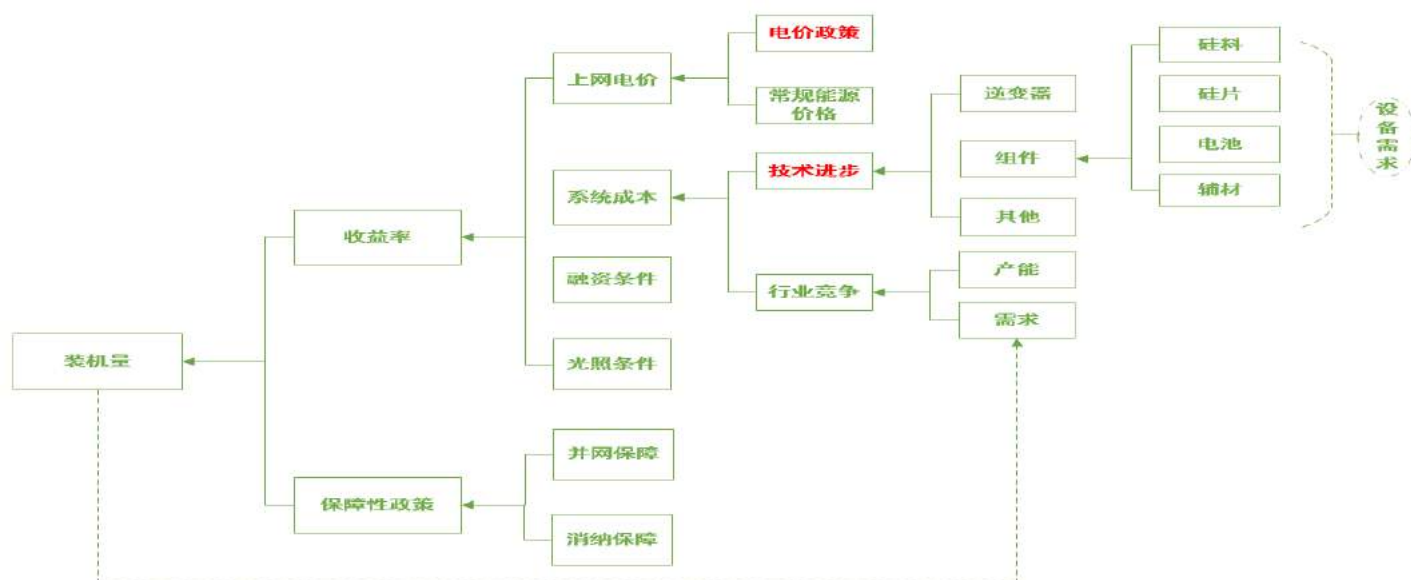 电价政策
上网电价
常规能源
价格
逆变器
硅料
硅片
设备需求
组件
电池
技术进步
系统成本
辅材
其他
收益率
融资条件
行业竞争
产能
需求
装机量
光照条件
并网保障
保障性政策
消纳保障